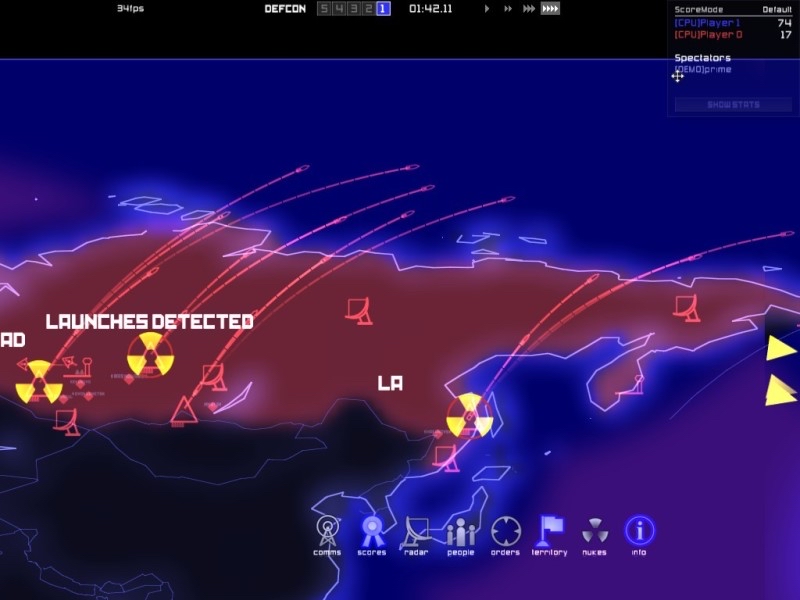 34fps
DEFCON 5 4 3 2 1 01:42.11
ScoreMode Default
[CPU]Player 1 74
[CPU]Player 0 17
Spectators
[DEMO]prime
SHOW STATS
LAUNCHES DETECTED
AD
LA
comms scores radar people orders territory nukes info